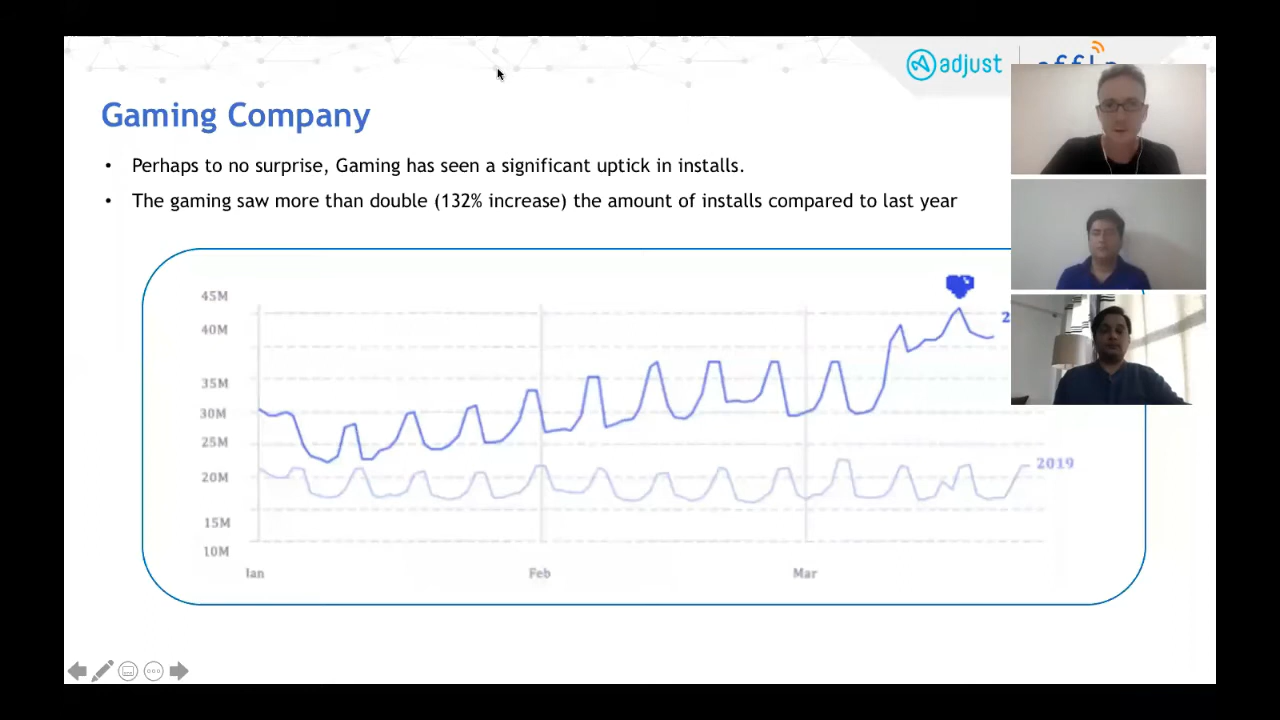 adjust
Gaming Company
• Perhaps to no surprise, Gaming has seen a significant uptick in installs.
• The gaming saw more than double (132% increase) the amount of installs compared to last year
45M
40M
35M
30M
25M
20M
15M
10M
2019
Jan
Feb
Mar